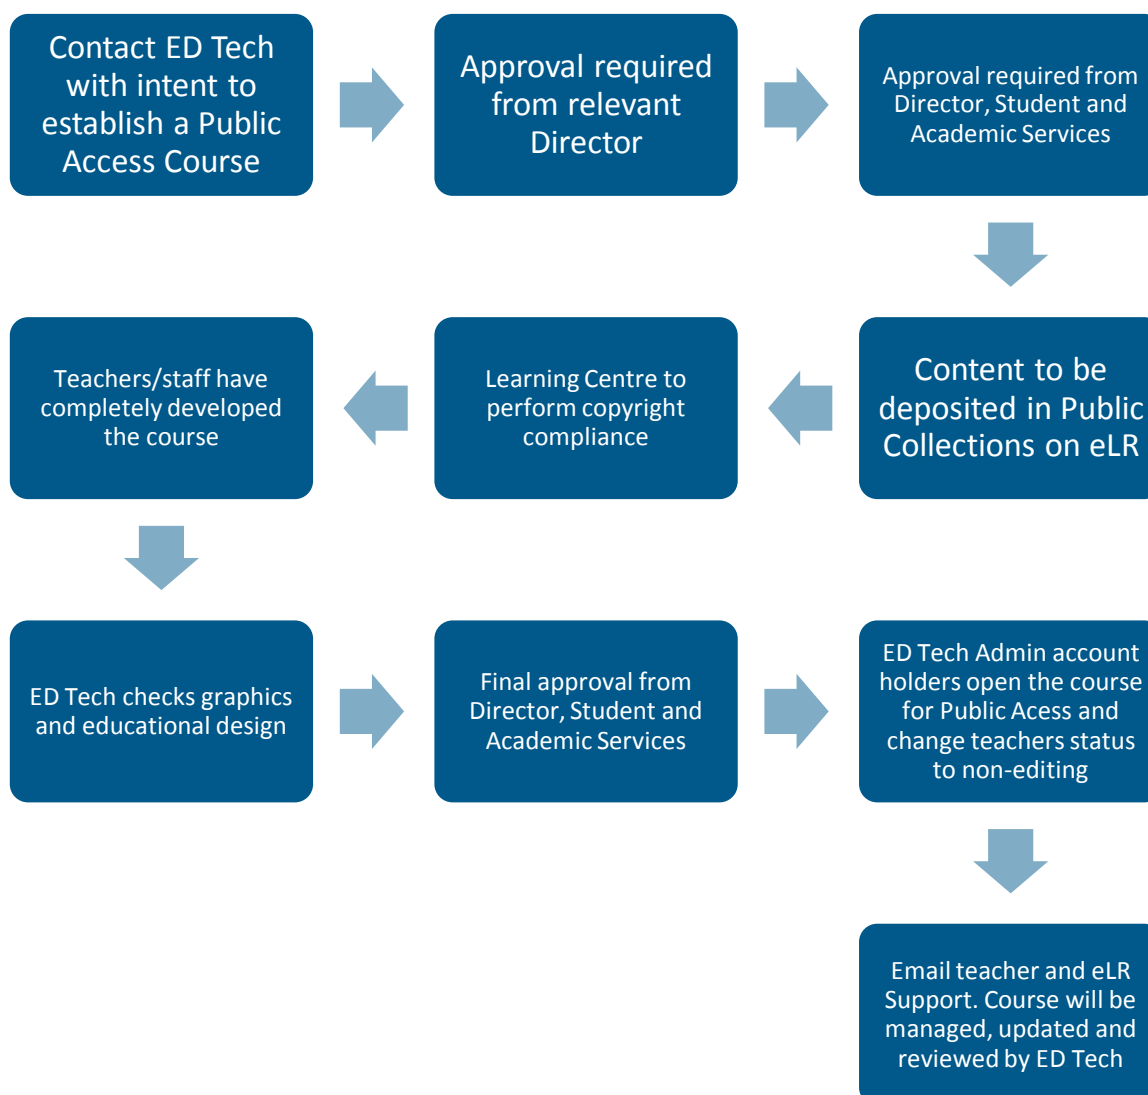 Contact ED Tech
with intent to
establish a Public
Access Course
Approval required
from relevant
Director
Approval required from
Director, Student and
Academic Services
Content to be
deposited in Public
Collections on eLR
Learning Centre to
perform copyright
compliance
Teachers/staff have
completely developed
the course
ED Tech checks graphics
and educational design
Final approval from
Director, Student and
Academic Services
ED Tech Admin account
holders open the course
for Public Acess and
change teachers status
to non-editing
Email teacher and eLR
Support. Course will be
managed, updated and
reviewed by ED Tech